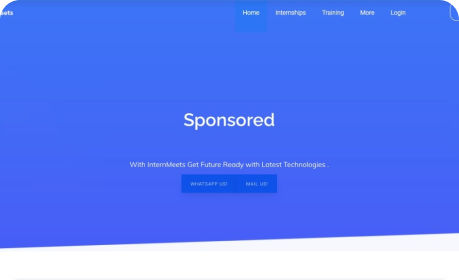 eets
Home Internships Training More Login
Sponsored
With InternMeets Get Future Ready with Latest Technologies .
WHATSAPP US! MAIL US!